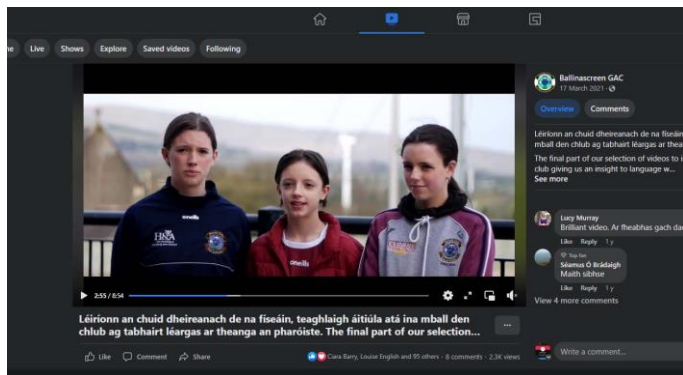 Live Shows Explore Saved videos Following
Ballinascreen GAC
17 March 2021
Overview Comments
Léiríonn an chuid dheireanach de na físeáin
mball den chlub ag tabhairt léargas ar
The final part of our selection of videos to
club giving us an insight to language w...
See more
Lucy Murray
Brilliant video. Ar fheabhas gach
Like Reply 1 y
Top fan
Séamus Ó Brádaigh
Maith sibhse
Like Reply 1 y
View 4 more comments
Write a comment...
H&A
oneills
oneills
2:55 / 8:54
Léiríonn an chuid dheireanach de na físeáin, teaghlaigh áitiúla atá ina mball den
chlub ag tabhairt léargas ar theanga an pharóiste. The final part of our selection...
Like Comment Share
Ciara Barry, Louise English and 95 others · 8 comments · 2.3K views